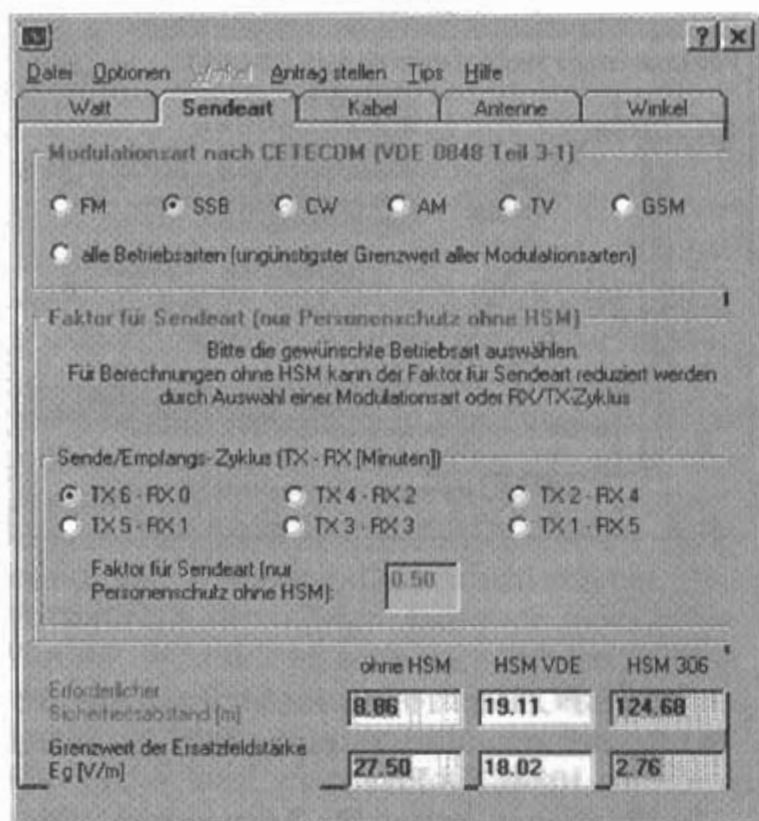 Datei Optionen Winkel Antrag stellen Tips Hilfe
Watt Sendeart Kabel Antenne Winkel
Modulationsart nach CETECOM (VDE 0848 Teil 3-1)
FM SSB CW AM TV GSM
alle Betriebsarten (ungünstigster Grenzwert aller Modulationsarten)
Faktor für Sendeart (nur Personenschutz ohne HSM)
Bitte die gewünschte Betriebsart auswählen
Für Berechnungen ohne HSM kann der Faktor für Sendeart reduziert werden
durch Auswahl einer Modulationsart oder RX/TX-Zyklus
Sende/Empfangs-Zyklus (TX - RX [Minuten])
TX 6 - RX 0 TX 4 - RX 2 TX 2 - RX 4
TX 5 - RX 1 TX 3 - RX 3 TX 1 - RX 5
Faktor für Sendeart (nur
Personenschutz ohne HSM): 0.50
ohne HSM HSM VDE HSM 306
Erforderlicher
Sicherheitsabstand [m] 8.86 19.11 124.68
Grenzwert der Ersatzfeldstärke
Eg [V/m] 27.50 18.02 2.76